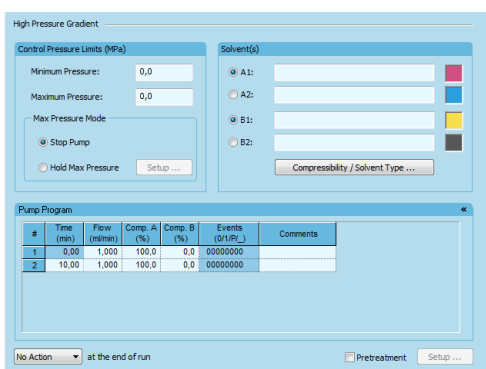 High Pressure Gradient
Control Pressure Limits (MPa)
Minimum Pressure: 0,0
Maximum Pressure: 0,0
Max Pressure Mode
Stop Pump
Hold Max Pressure Setup ...
Solvent(s)
A1:
A2:
B1:
B2:
Compressibility / Solvent Type ...
Pump Program «
# Time (min) Flow (ml/min) Comp. A (%) Comp. B (%) Events (0/1/P/_) Comments
1 0,00 1,000 100,0 0,0 00000000
2 10,00 1,000 100,0 0,0 00000000
No Action at the end of run Pretreatment Setup ...